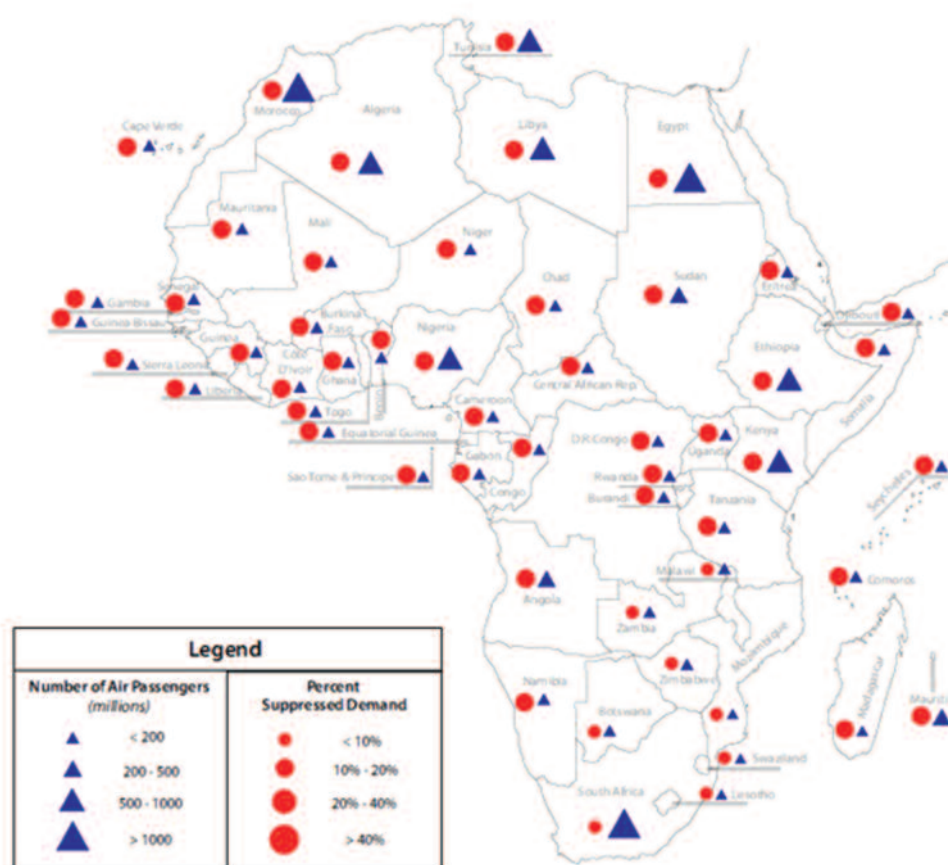 Tunisia
Morocco
Algeria
Libya
Egypt
Cape Verde
Mauritania
Mali
Niger
Chad
Sudan
Eritrea
Senegal
Gambia
Guinea Bissau
Burkina
Faso
Nigeria
Djibouti
Guinea
Cote
D'Ivoir
Ghana
Benin
Ethiopia
Sierra Leone
Liberia
Central African Rep.
Somalia
Togo
Cameroon
Equatorial Guinea
D.R.Congo
Uganda
Kenya
Gabon
Sao Tome & Principe
Congo
Rwanda
Burundi
Seychelles
Tanzania
Malawi
Comoros
Angola
Zambia
Mozambique
Zimbabwe
Namibia
Botswana
Madagascar
Swaziland
South Africa
Lesotho
Legend
Number of Air Passengers
(millions)
< 200
200 - 500
500 - 1000
> 1000
Percent
Suppressed Demand
< 10%
10% - 20%
20% - 40%
> 40%